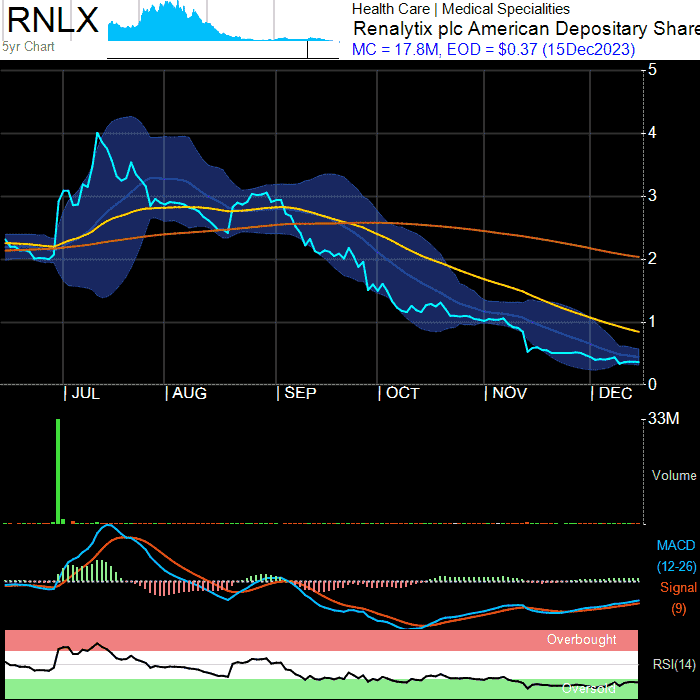 RNLX
5yr Chart
Health Care | Medical Specialities
Renalytix plc American Depositary Share
MC = 17.8M, EOD = $0.37 (15Dec2023)
5
4
3
2
1
0
| JUL | AUG | SEP | OCT | NOV | DEC
33M
Volume
MACD
(12-26)
Signal
(9)
Overbought
RSI(14)
Oversold